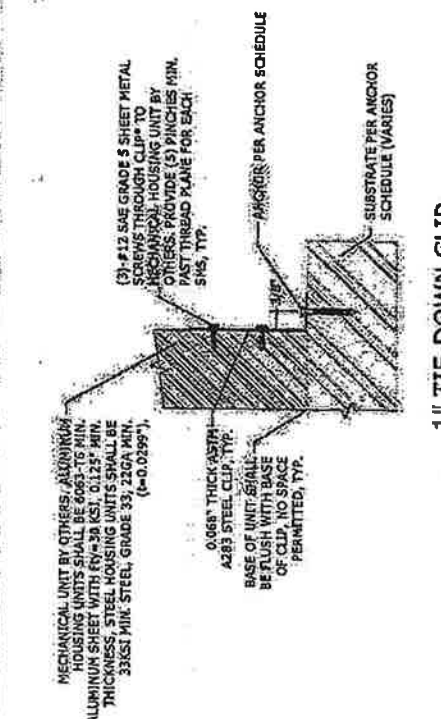 MECHANICAL UNIT BY OTHERS, ALUMINUM
HOUSING UNITS SHALL BE 6063-T6 MIN.
ALUMINUM SHEET WITH Fty=30 KSI, 0.125" MIN.
THICKNESS, STEEL HOUSING UNITS SHALL BE
33KSI MIN. STEEL, GRADE 33, 22GA MIN.
(t=0.0299").
0.068" THICK ASTM
A283 STEEL CLIP, TYP.
BASE OF UNIT SHALL
BE FLUSH WITH BASE
OF CLIP, NO SPACE
PERMITTED, TYP.
(3)-#12 SAE GRADE 5 SHEET METAL
SCREWS THROUGH CLIP* TO
MECHANICAL HOUSING UNIT BY
OTHERS. PROVIDE (5) PINCHES MIN.
PAST THREAD PLANE FOR EACH
SMS, TYP.
ANCHOR PER ANCHOR SCHEDULE
SUBSTRATE PER ANCHOR
SCHEDULE (VARIES)
1" TIE DOWN CLIP